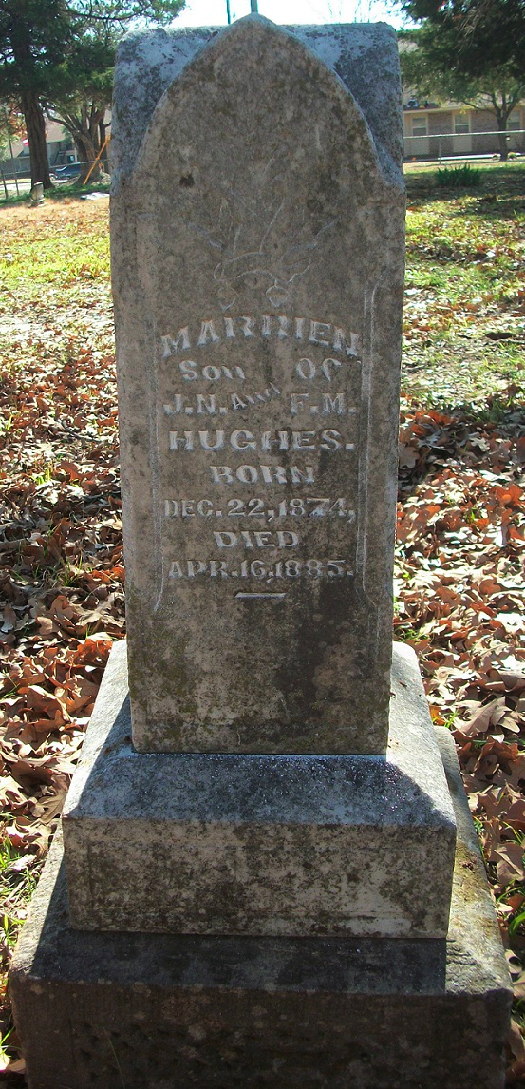 MARRIEN,
Son OF
J.N. And F.M.
HUGHES.
BORN
DEC. 22, 1874,
DIED
APR. 16, 1885.